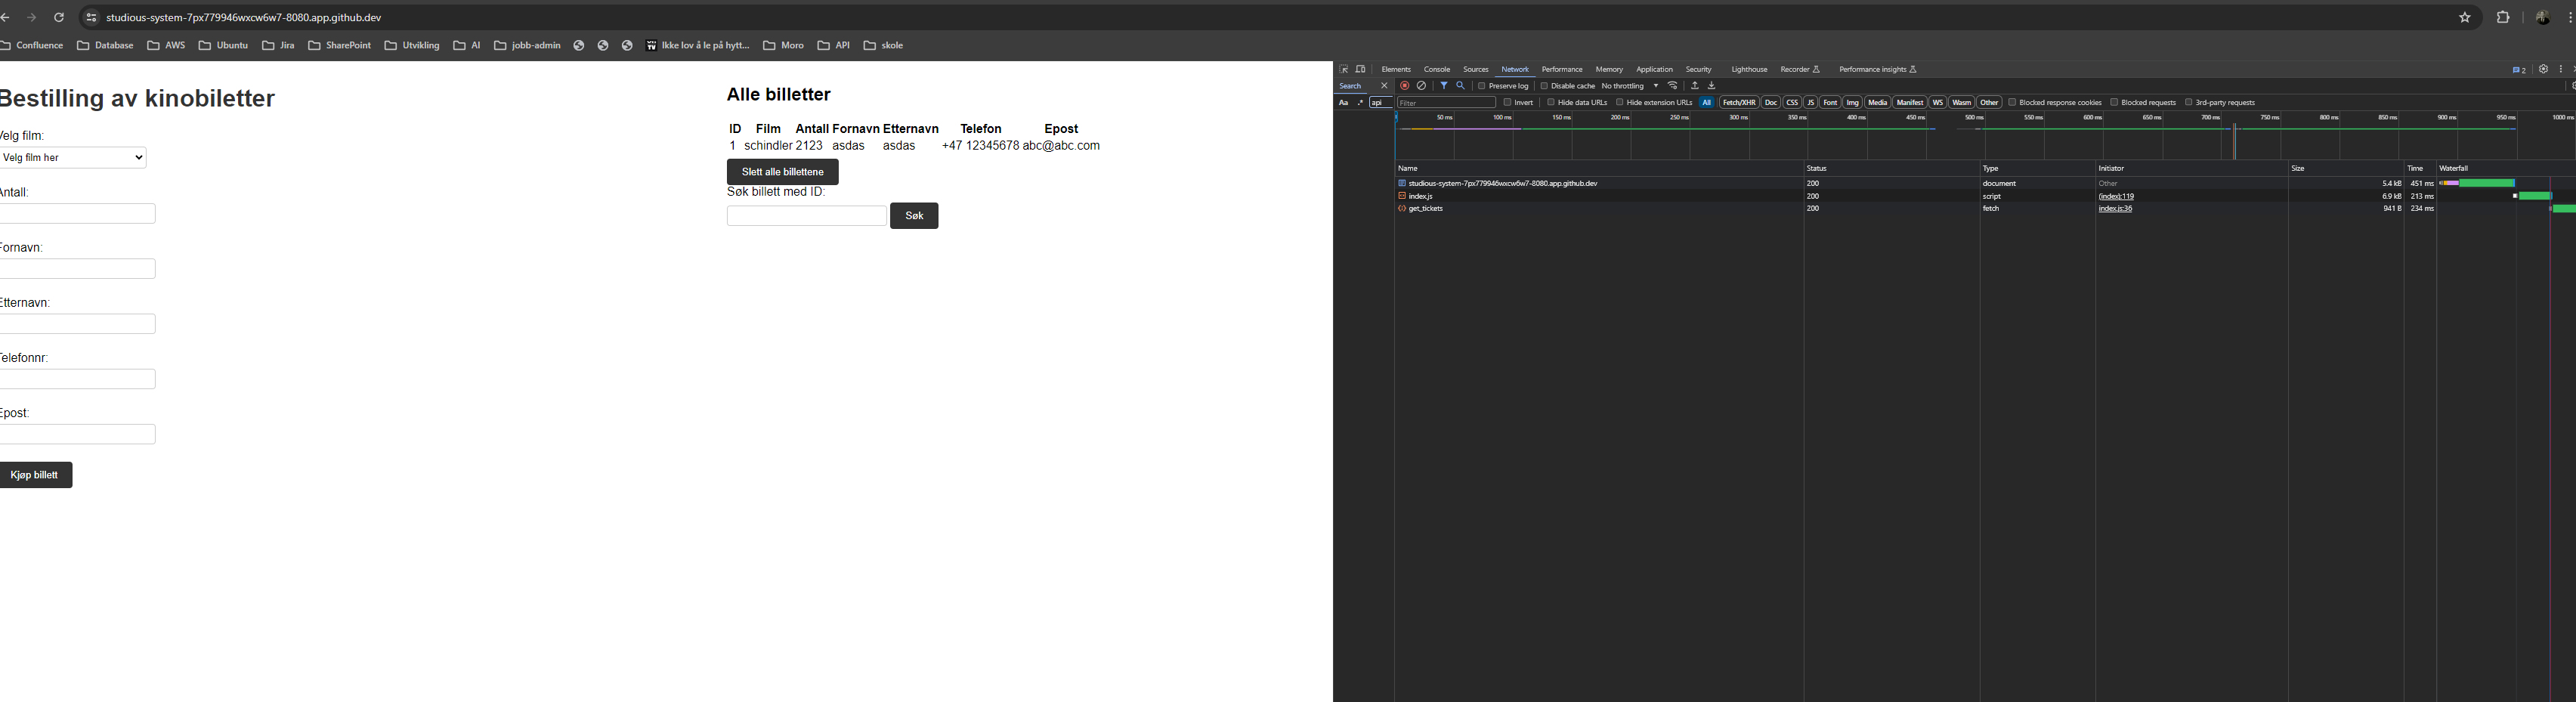 studious-system-7px779946wxcw6w7-8080.app.github.dev
Confluence Database AWS Ubuntu Jira SharePoint Utvikling AI jobb-admin Ikke lov å le på hytt... Moro API skole
Bestilling av kinobiletter
Velg film:
Velg film her
Antall:
Fornavn:
Etternavn:
Telefonnr:
Epost:
Kjøp billett
Alle billetter
ID Film Antall Fornavn Etternavn Telefon Epost
1 schindler 2123 asdas asdas +47 12345678 abc@abc.com
Slett alle billettene
Søk billett med ID:
Søk
Elements Console Sources Network Performance Memory Application Security Lighthouse Recorder Performance insights 2
Search Preserve log Disable cache No throttling
Aa .* api Filter Invert Hide data URLs Hide extension URLs All Fetch/XHR Doc CSS JS Font Img Media Manifest WS Wasm Other Blocked response cookies Blocked requests 3rd-party requests
50 ms 100 ms 150 ms 200 ms 250 ms 300 ms 350 ms 400 ms 450 ms 500 ms 550 ms 600 ms 650 ms 700 ms 750 ms 800 ms 850 ms 900 ms 950 ms 1000 ms
Name Status Type Initiator Size Time Waterfall
studious-system-7px779946wxcw6w7-8080.app.github.dev 200 document Other 5.4 kB 451 ms
index.js 200 script (index):119 6.9 kB 213 ms
get_tickets 200 fetch index.js:36 941 B 234 ms